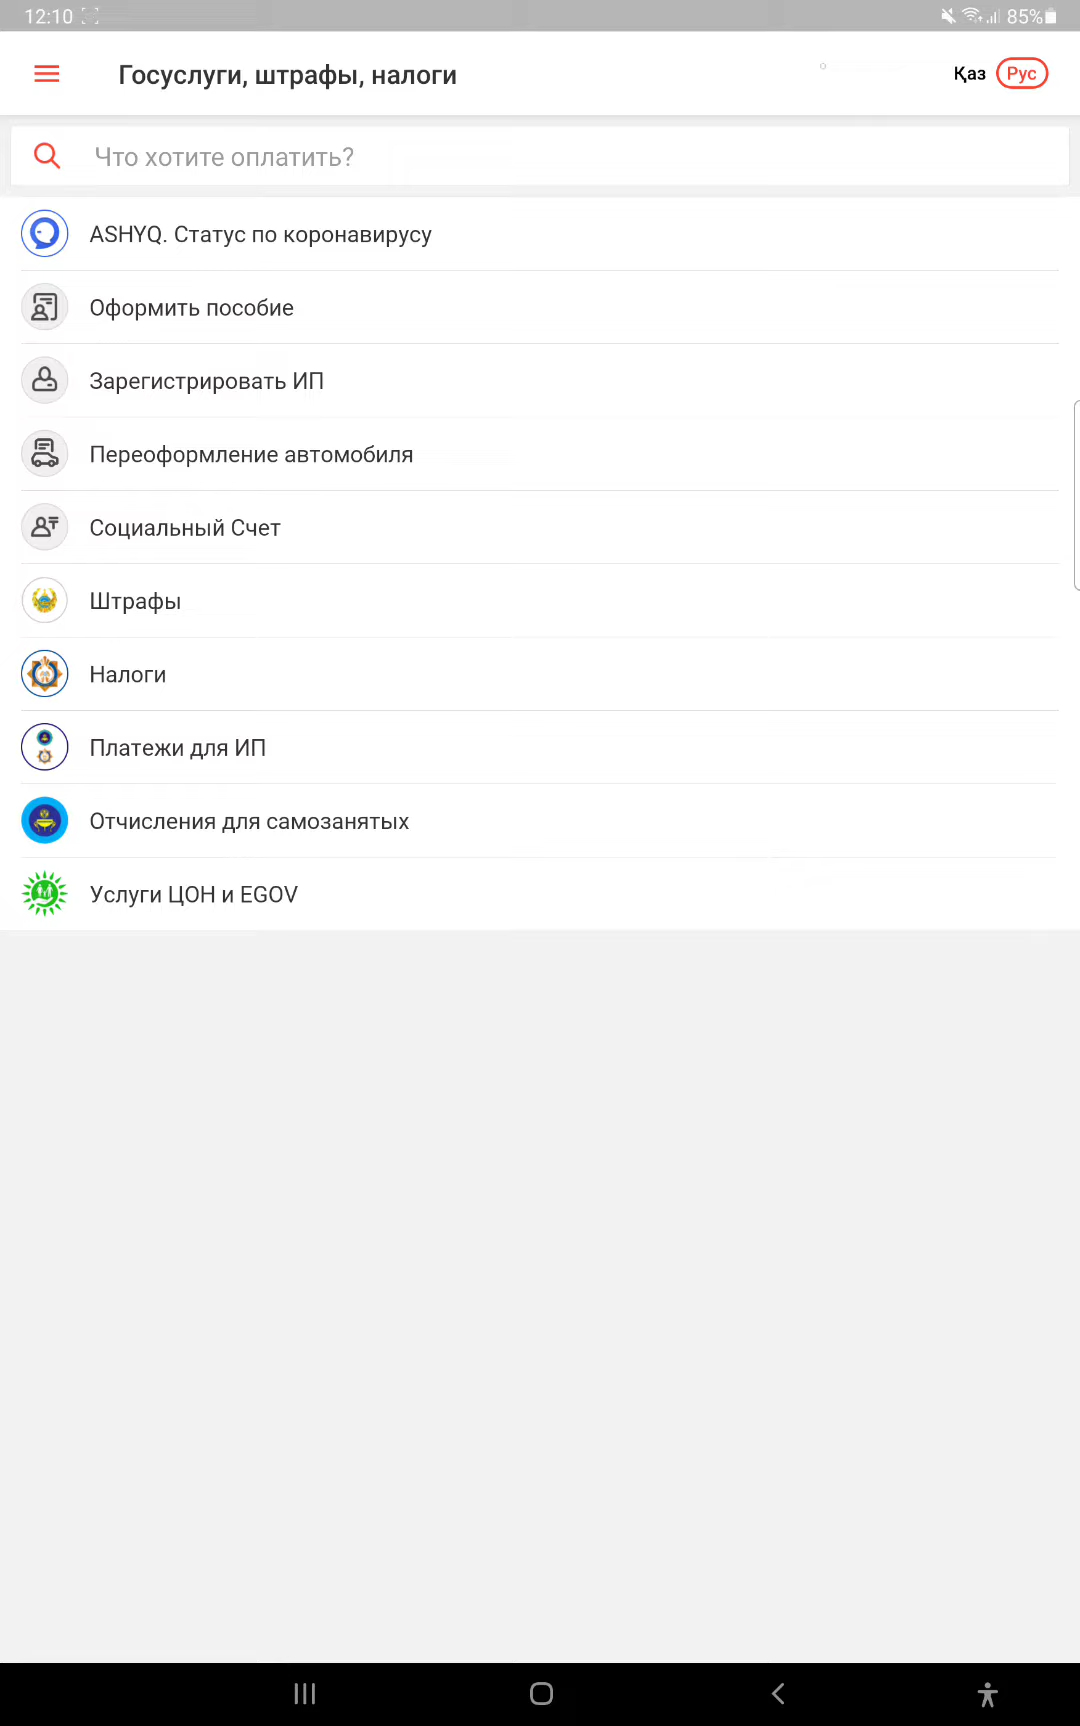 12:10
85%
Госуслуги, штрафы, налоги
Қаз
Рус
Что хотите оплатить?
ASHYQ. Статус по коронавирусу
Оформить пособие
Зарегистрировать ИП
Переоформление автомобиля
Социальный Счет
Штрафы
Налоги
Платежи для ИП
Отчисления для самозанятых
Услуги ЦОН и EGOV